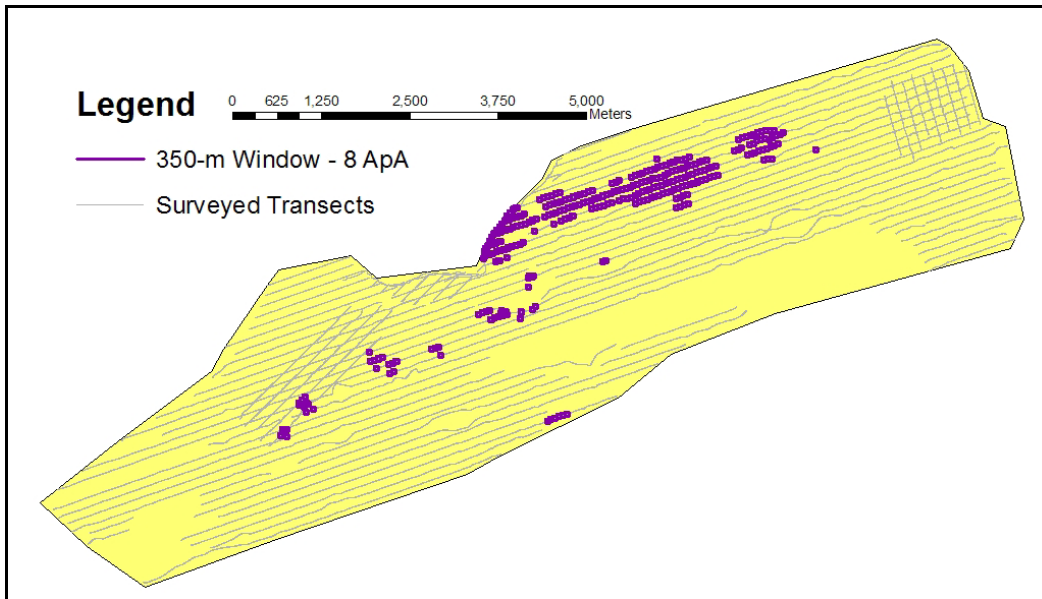 Legend
0 625 1,250 2,500 3,750 5,000
Meters
350-m Window - 8 ApA
Surveyed Transects